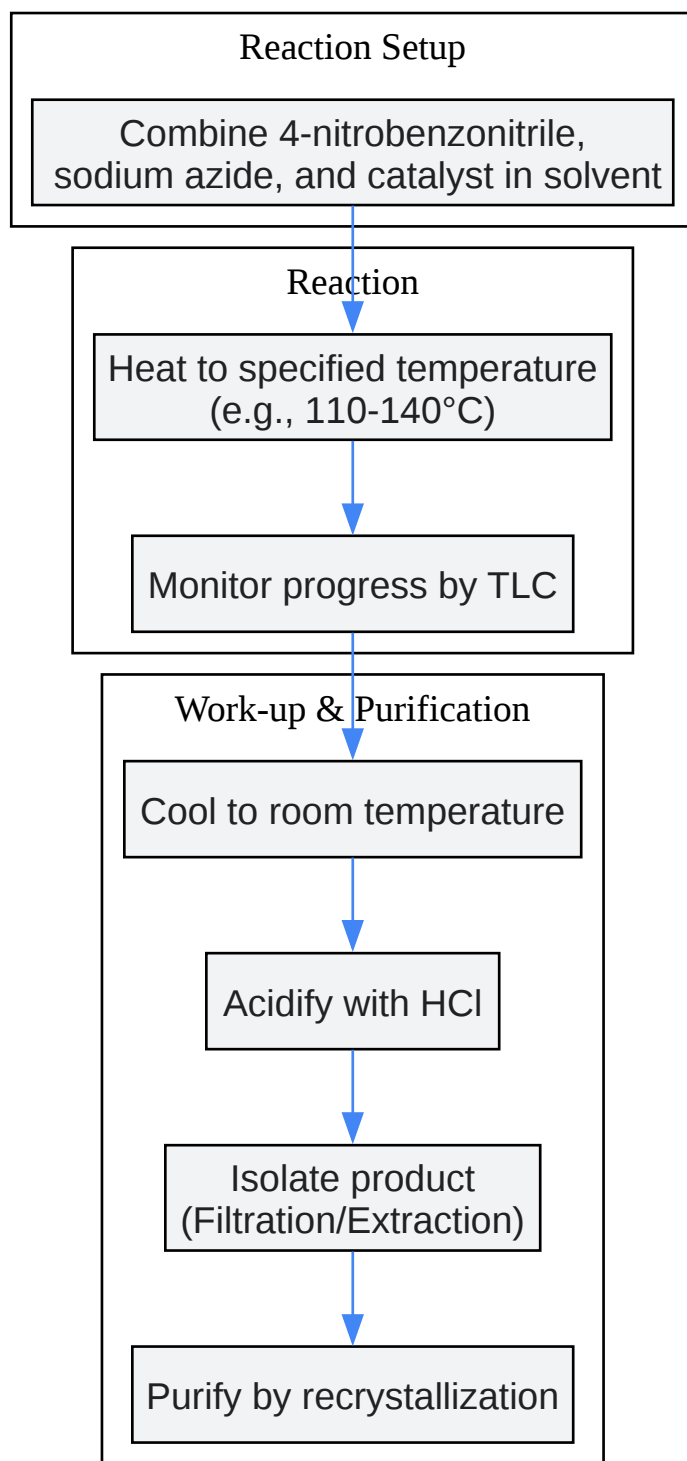 Reaction Setup
Combine 4-nitrobenzonitrile,
sodium azide, and catalyst in solvent
Reaction
Heat to specified temperature
(e.g., 110-140°C)
Monitor progress by TLC
Work-up & Purification
Cool to room temperature
Acidify with HCl
Isolate product
(Filtration/Extraction)
Purify by recrystallization